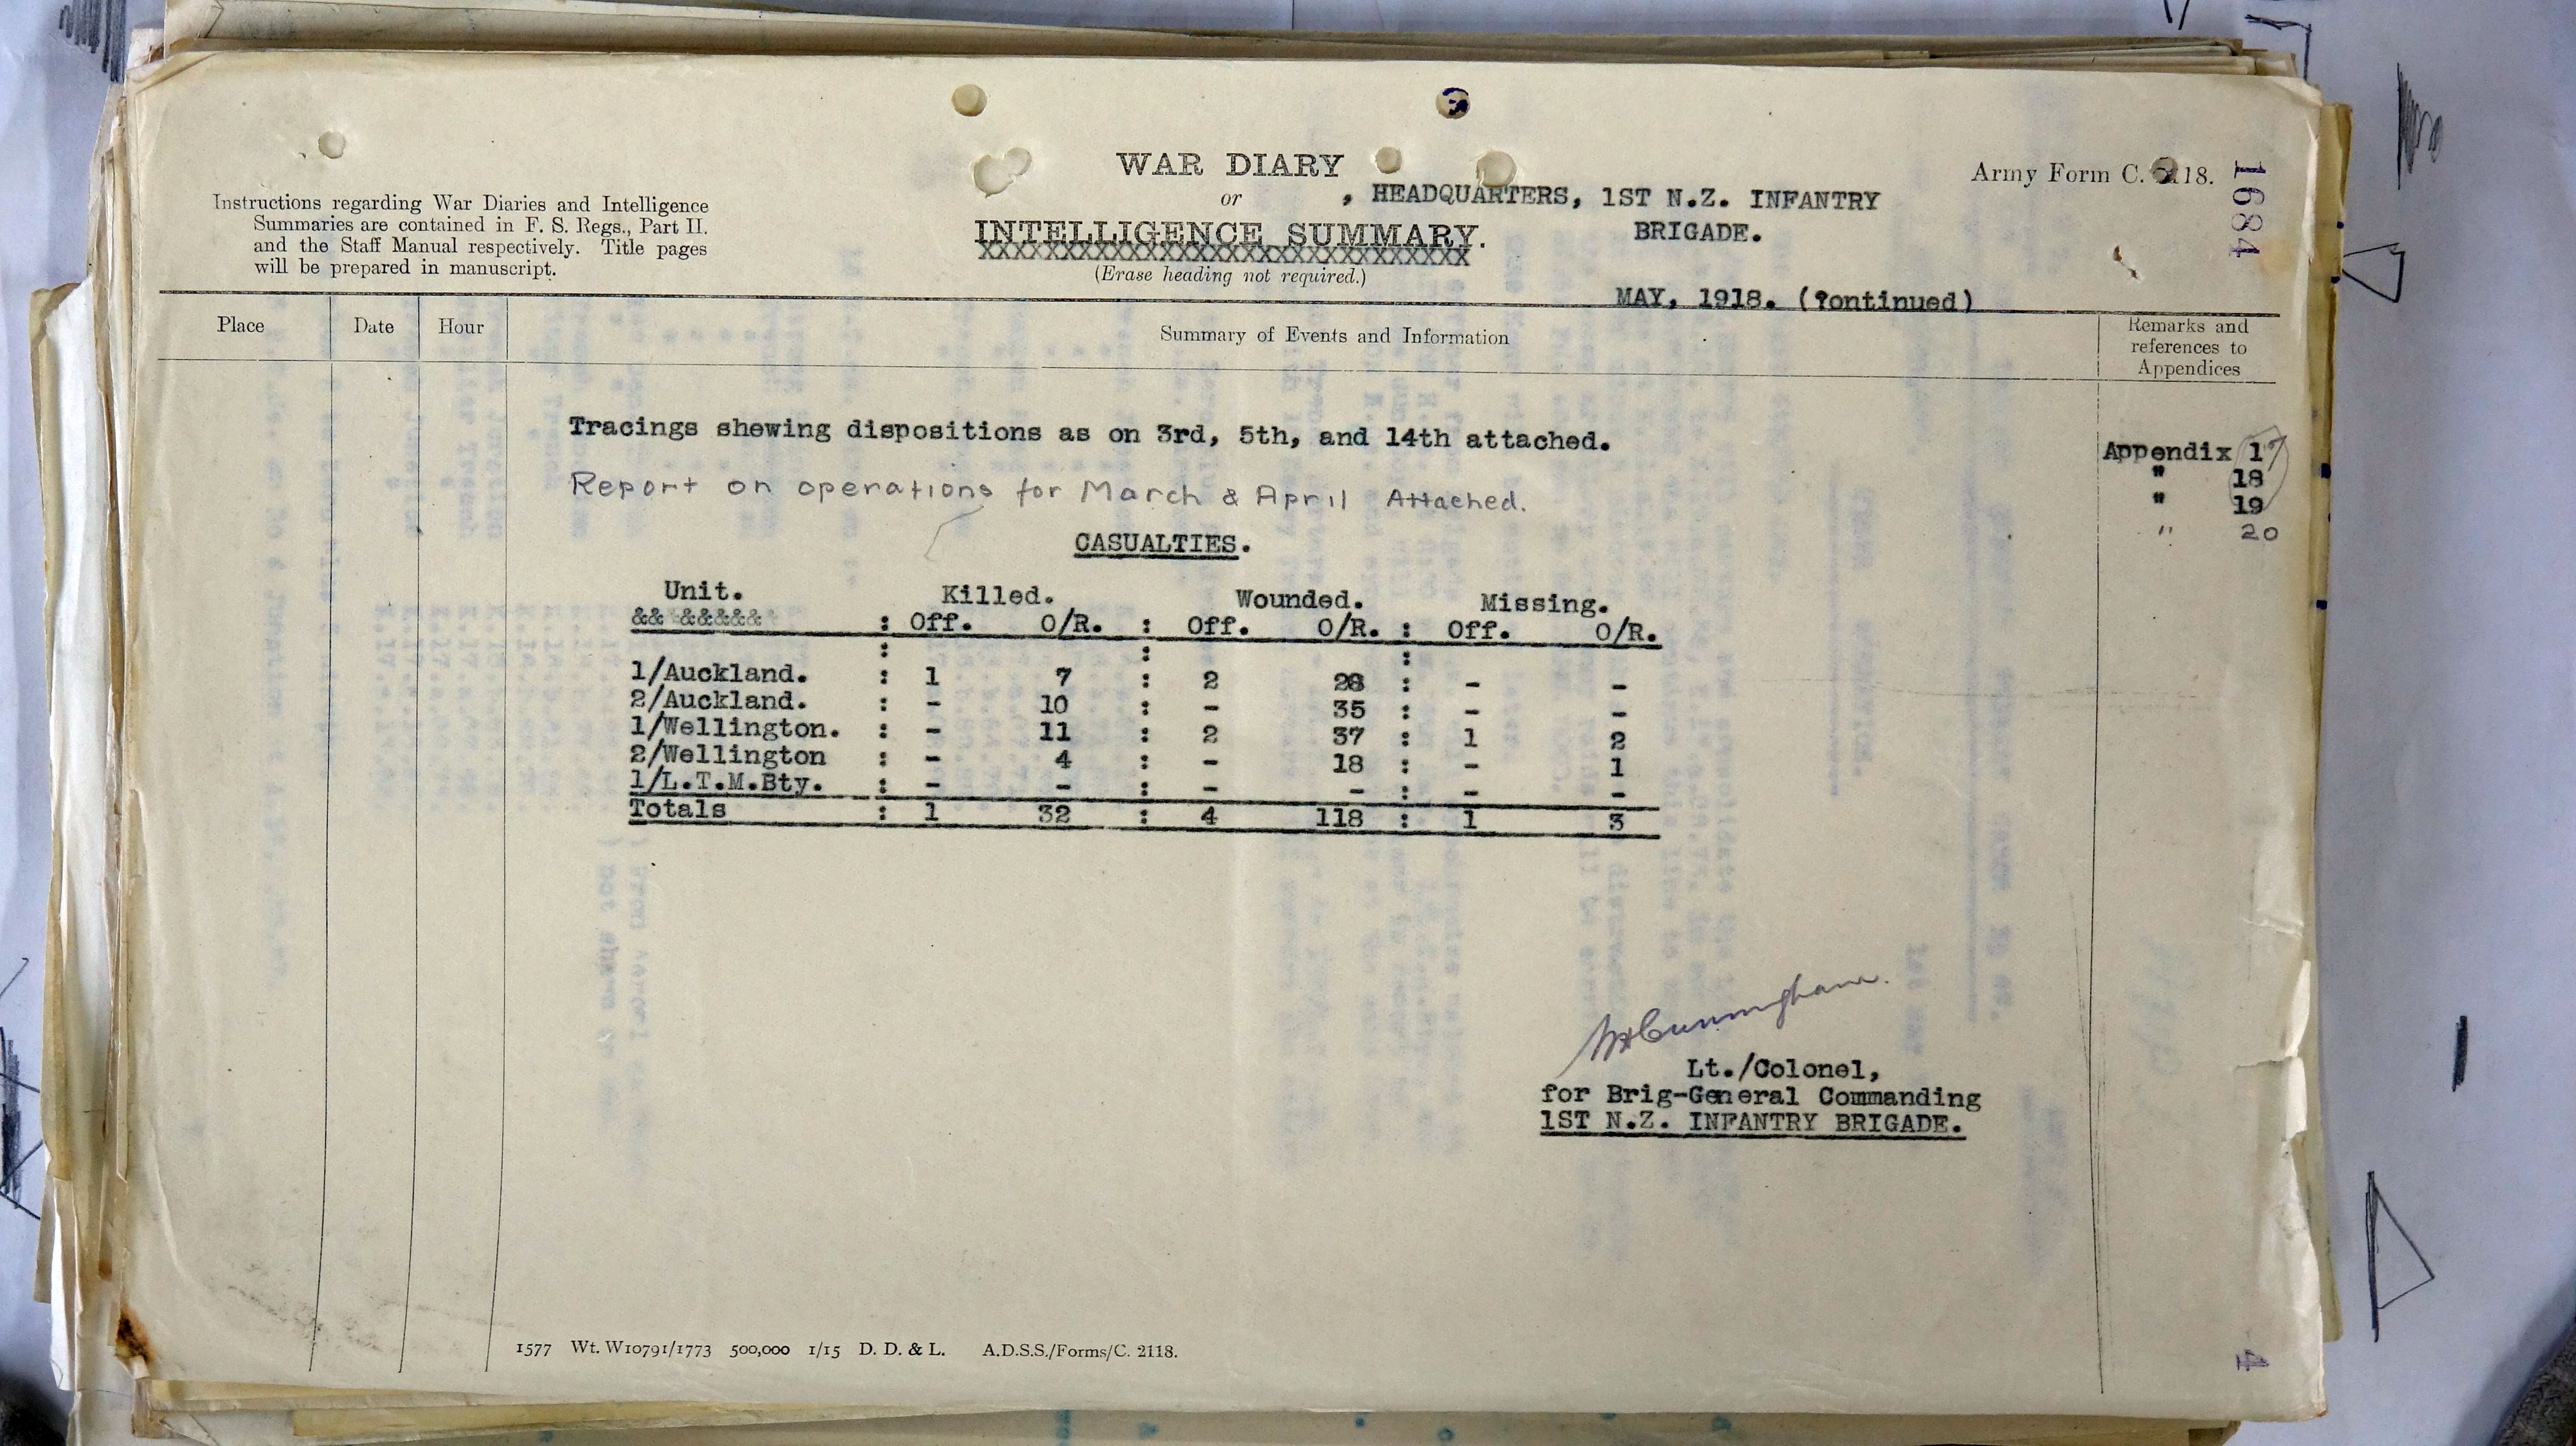 WAR DIARY
or
INTELLIGENCE SUMMARY.
(Erase heading not required.)
, HEADQUARTERS, 1ST N.Z. INFANTRY
BRIGADE.
MAY, 1918. (Continued)
Army Form C. 2118.
1684
Instructions regarding War Diaries and Intelligence
Summaries are contained in F. S. Regs., Part II.
and the Staff Manual respectively. Title pages
will be prepared in manuscript.
Place Date Hour Summary of Events and Information Remarks and
references to
Appendices
Tracings shewing dispositions as on 3rd, 5th, and 14th attached. Appendix 17
" 18
Report on operations for March & April Attached. " 19
" 20
CASUALTIES.
Unit. Killed. Wounded. Missing.
&&&&&&&& : Off. O/R. : Off. O/R. : Off. O/R.
: : :
1/Auckland. : 1 7 : 2 28 : - -
2/Auckland. : - 10 : - 35 : - -
1/Wellington. : - 11 : 2 37 : 1 2
2/Wellington : - 4 : - 18 : - 1
1/L.T.M.Bty. : - - : - - : - -
Totals : 1 32 : 4 118 : 1 3
WHCunningham.
Lt./Colonel,
for Brig-General Commanding
1ST N.Z. INFANTRY BRIGADE.
1577 Wt. W10791/1773 500,000 1/15 D. D. & L. A.D.S.S./Forms/C. 2118.
4